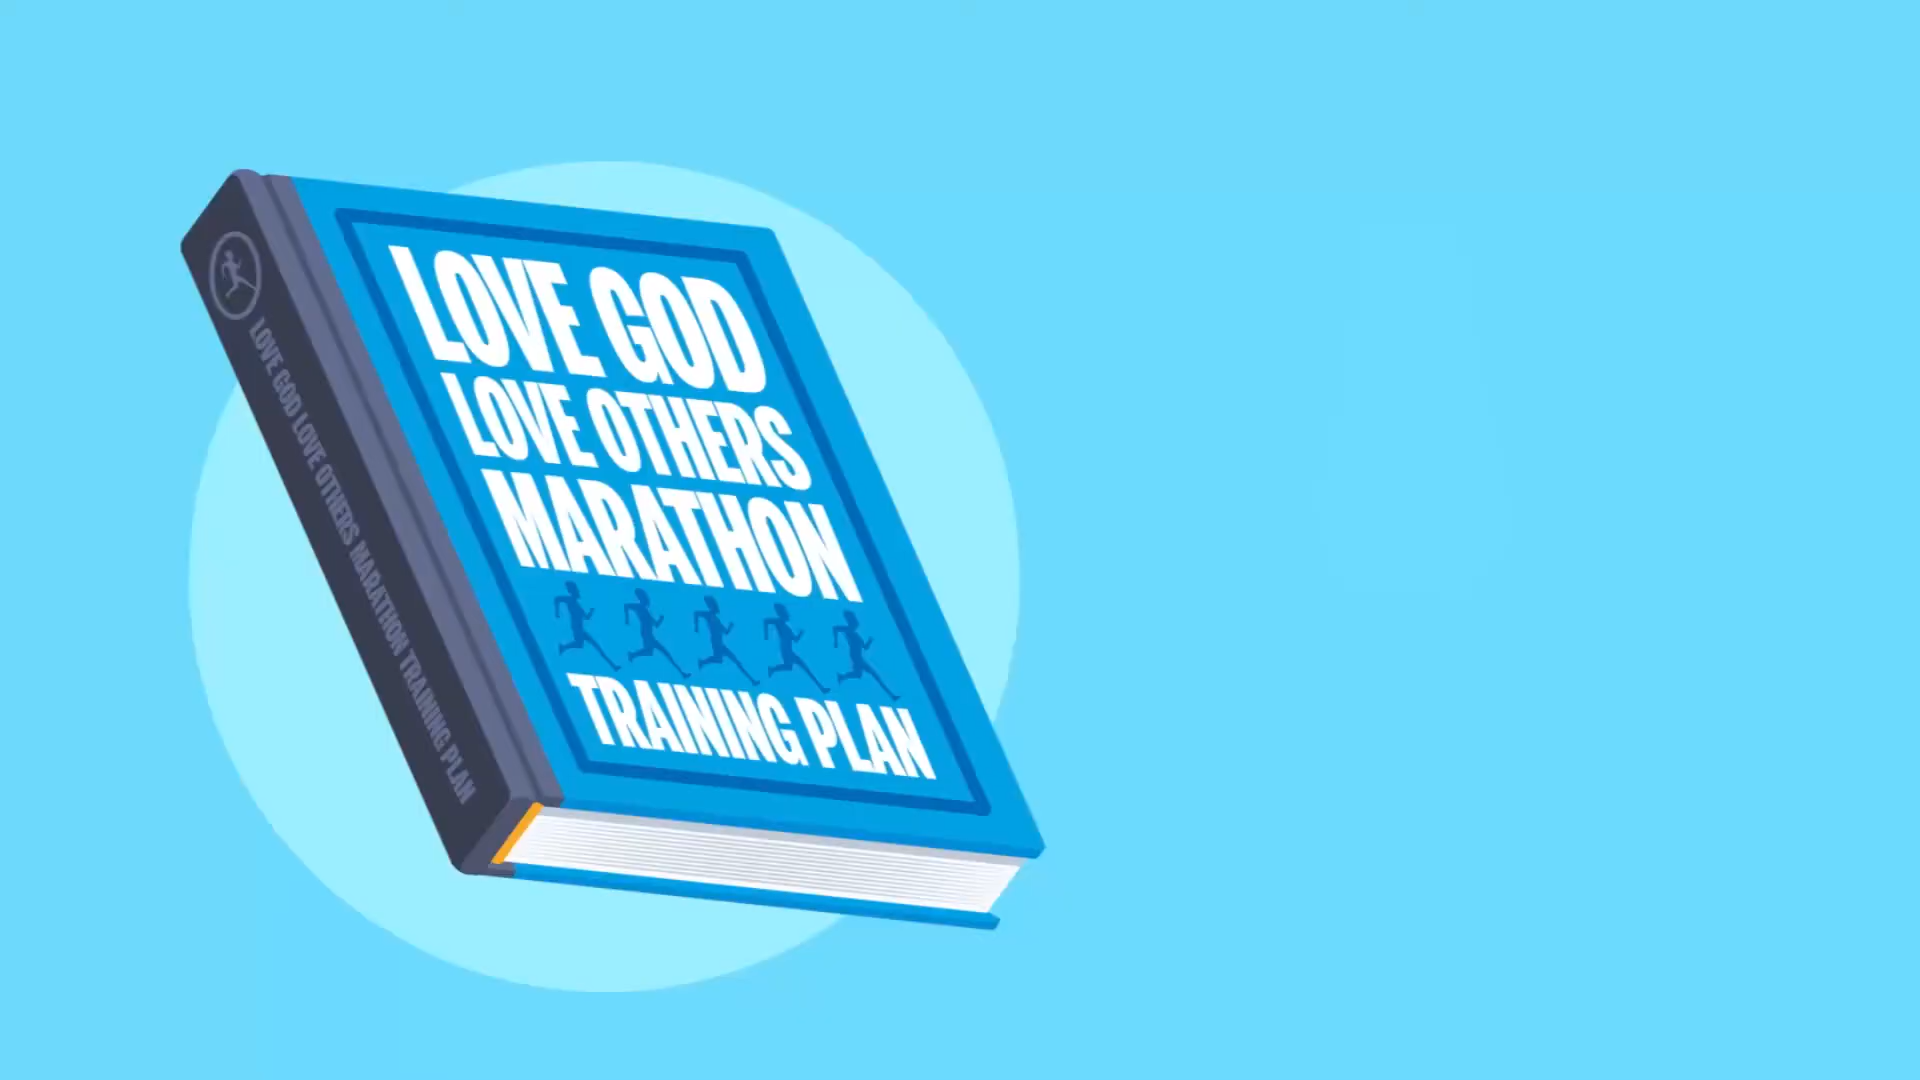 LOVE GOD
LOVE OTHERS
MARATHON
TRAINING PLAN
LOVE GOD LOVE OTHERS MARATHON TRAINING PLAN